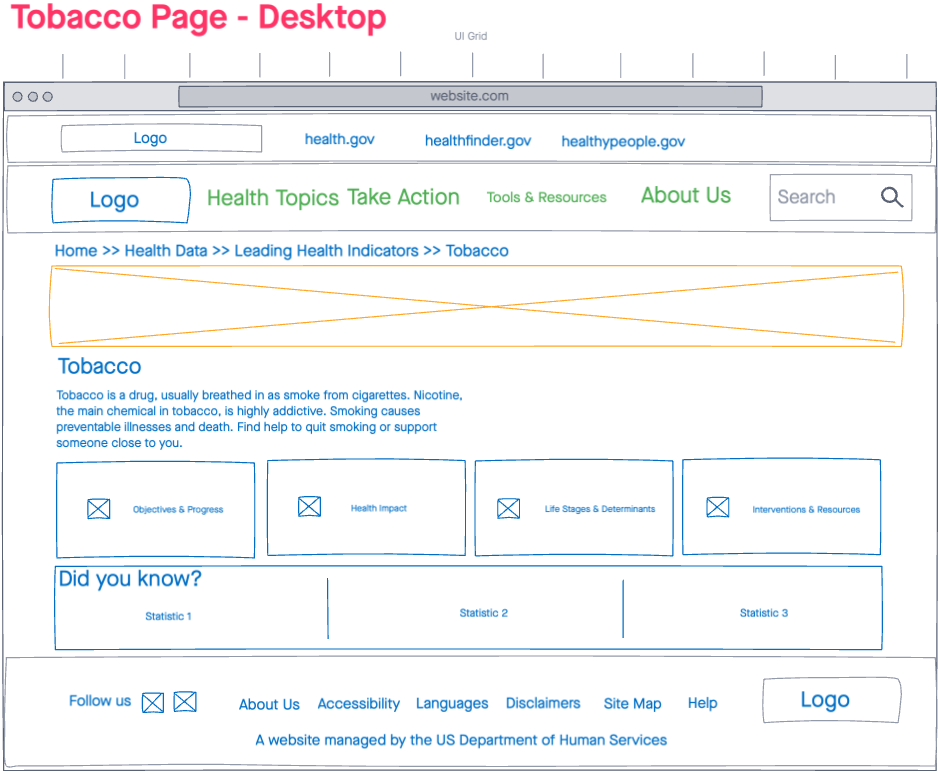 Tobacco Page - Desktop
UI Grid
website.com
Logo health.gov healthfinder.gov healthypeople.gov
Logo Health Topics Take Action Tools & Resources About Us Search
Home >> Health Data >> Leading Health Indicators >> Tobacco
Tobacco
Tobacco is a drug, usually breathed in as smoke from cigarettes. Nicotine,
the main chemical in tobacco, is highly addictive. Smoking causes
preventable illnesses and death. Find help to quit smoking or support
someone close to you.
Objectives & Progress Health Impact Life Stages & Determinants Interventions & Resources
Did you know?
Statistic 1 Statistic 2 Statistic 3
Follow us About Us Accessibility Languages Disclaimers Site Map Help Logo
A website managed by the US Department of Human Services